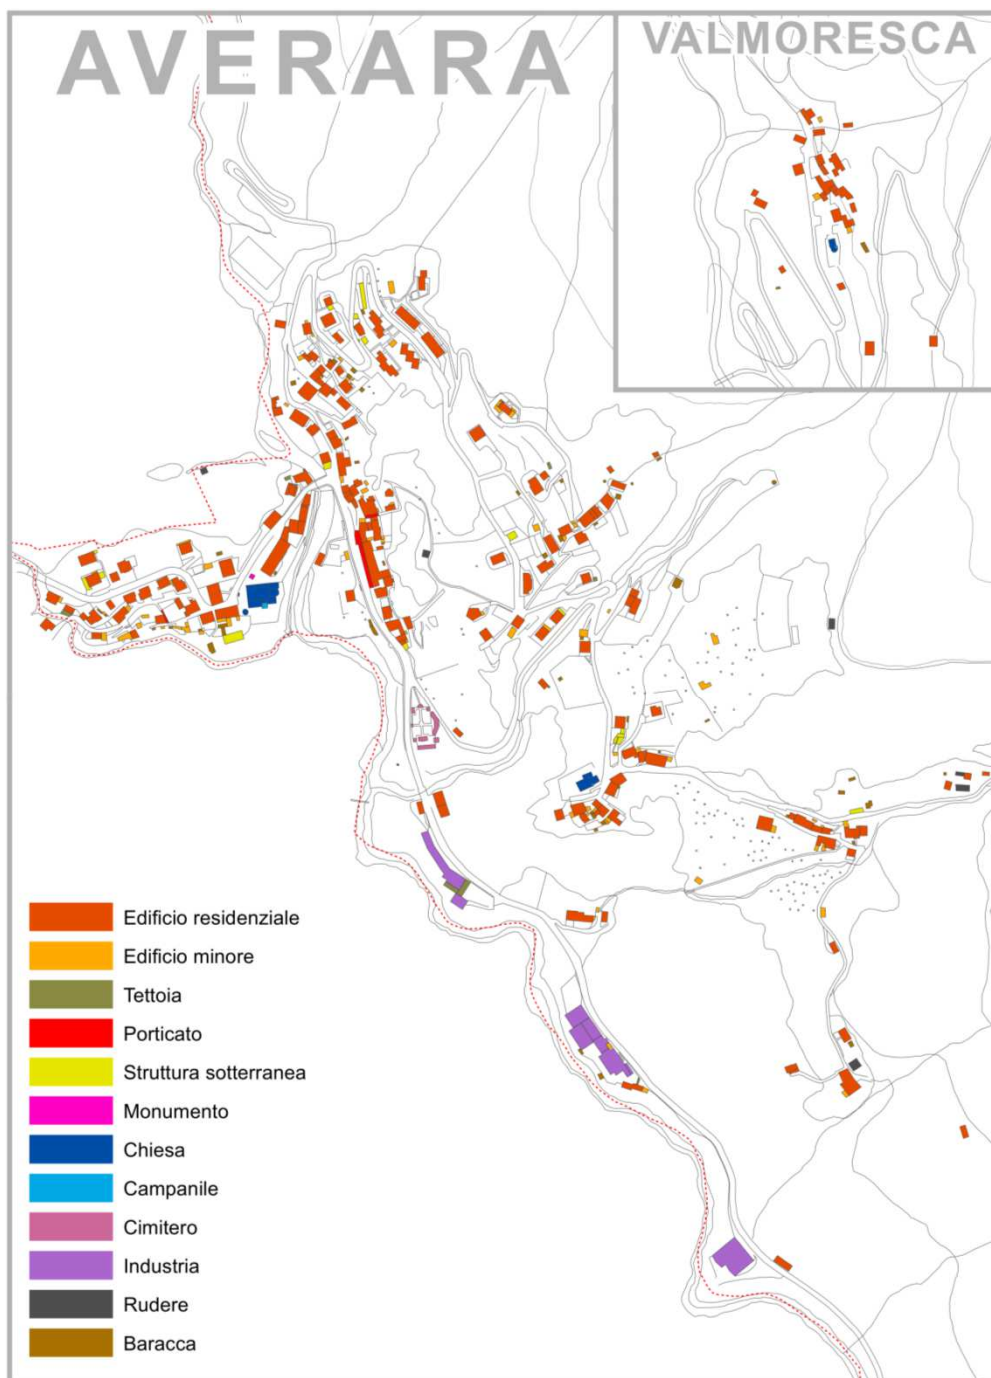 AVERARA
VALMORESCA
Edificio residenziale
Edificio minore
Tettoia
Porticato
Struttura sotterranea
Monumento
Chiesa
Campanile
Cimitero
Industria
Rudere
Baracca